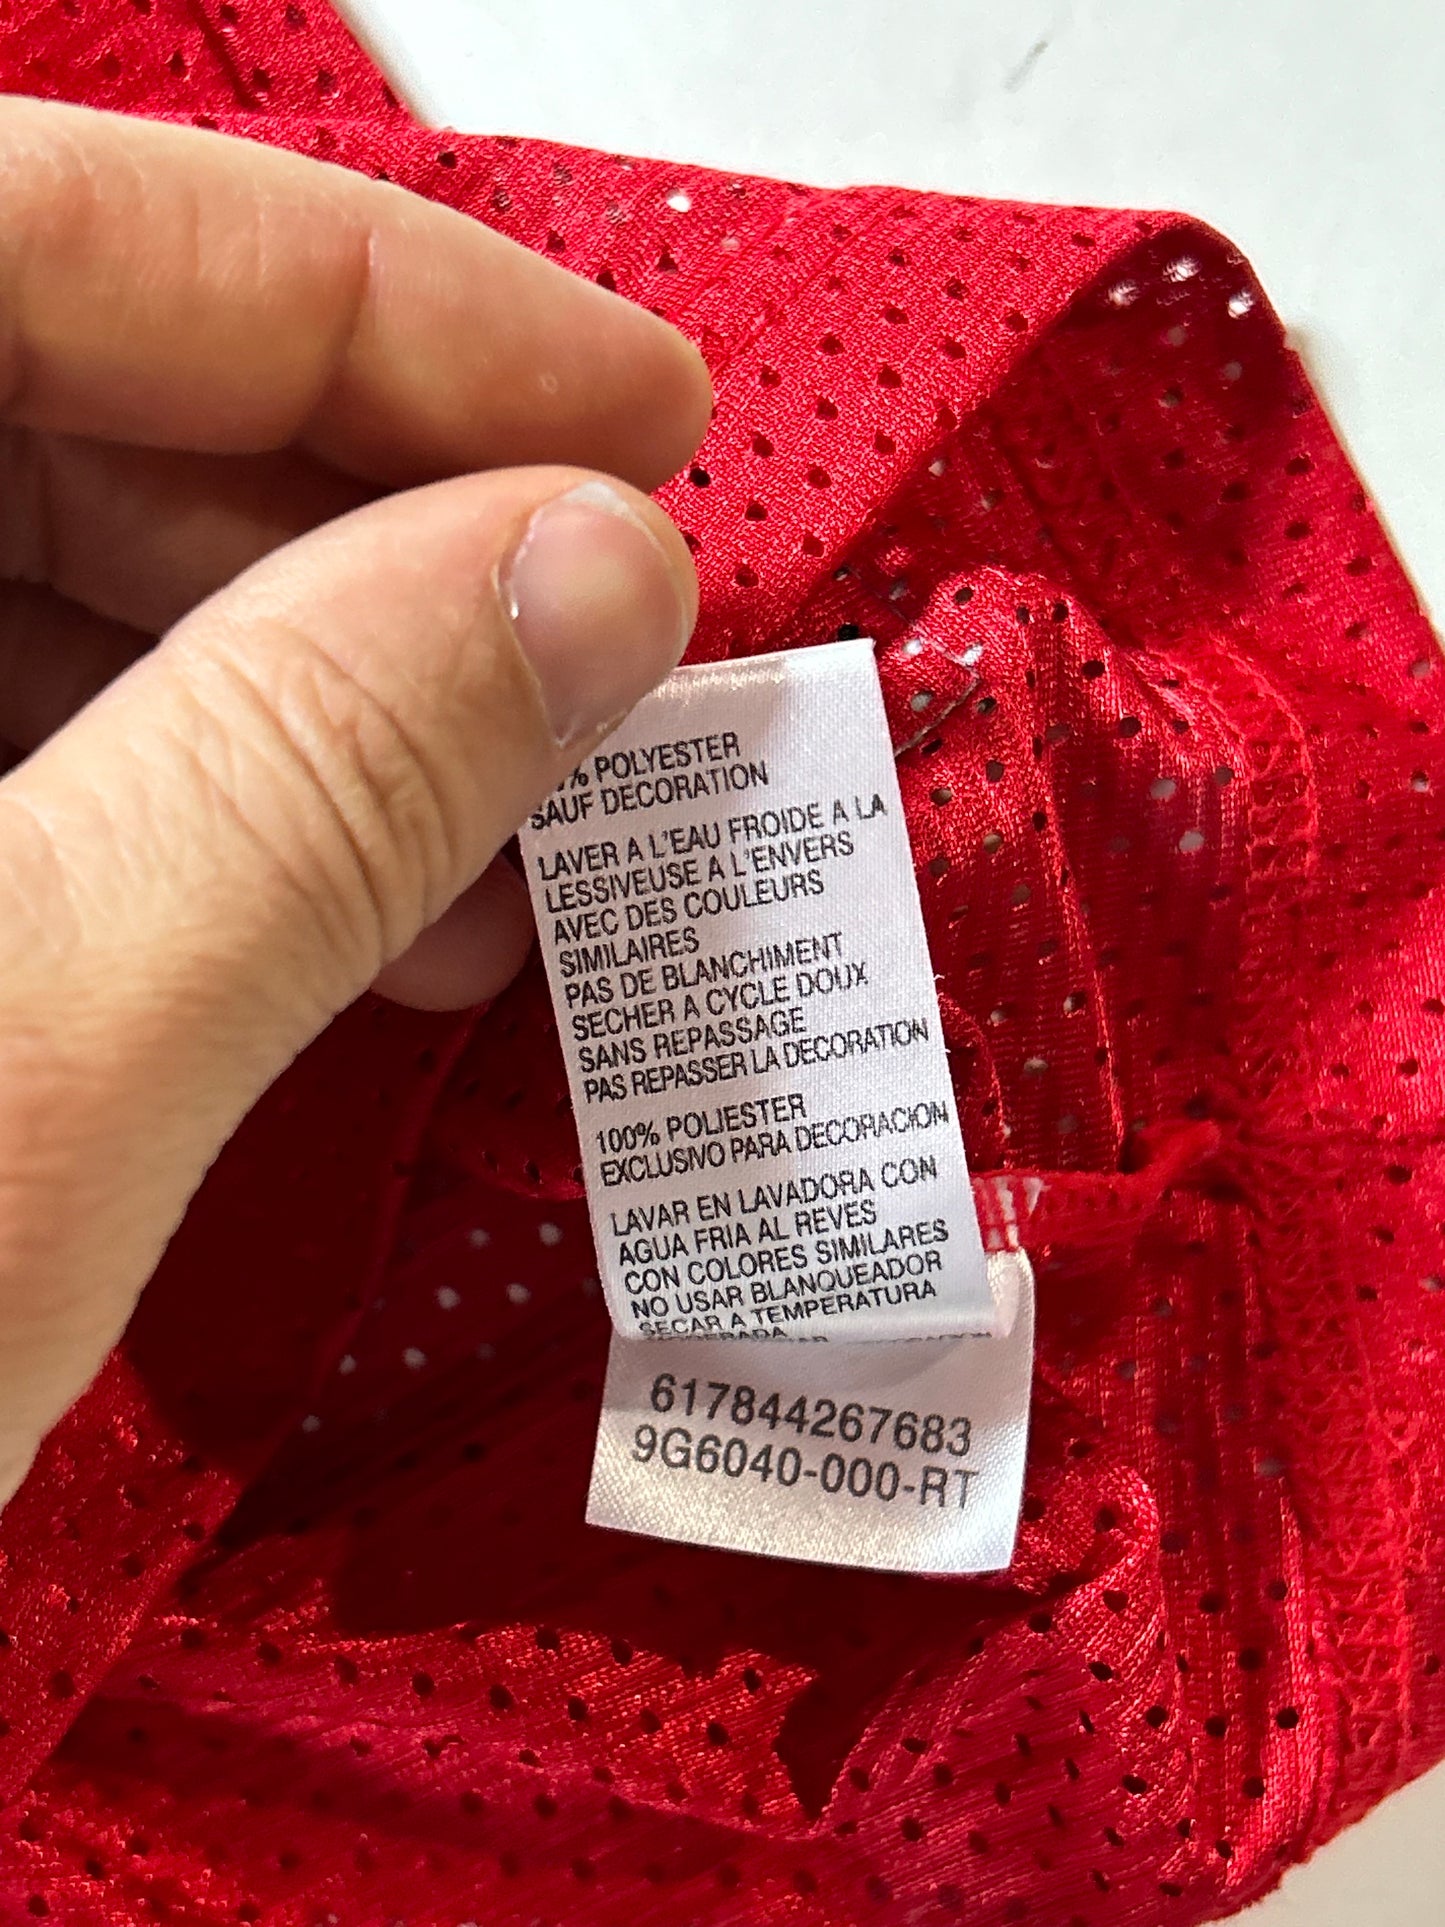 % POLYESTER
SAUF DECORATION
LAVER A L'EAU FROIDE A LA
LESSIVEUSE A L'ENVERS
AVEC DES COULEURS
SIMILAIRES
PAS DE BLANCHIMENT
SECHER A CYCLE DOUX
SANS REPASSAGE
PAS REPASSER LA DECORATION
100% POLIESTER
EXCLUSIVO PARA DECORACION
LAVAR EN LAVADORA CON
AGUA FRIA AL REVES
CON COLORES SIMILARES
NO USAR BLANQUEADOR
SECAR A TEMPERATURA
617844267683
9G6040-000-RT